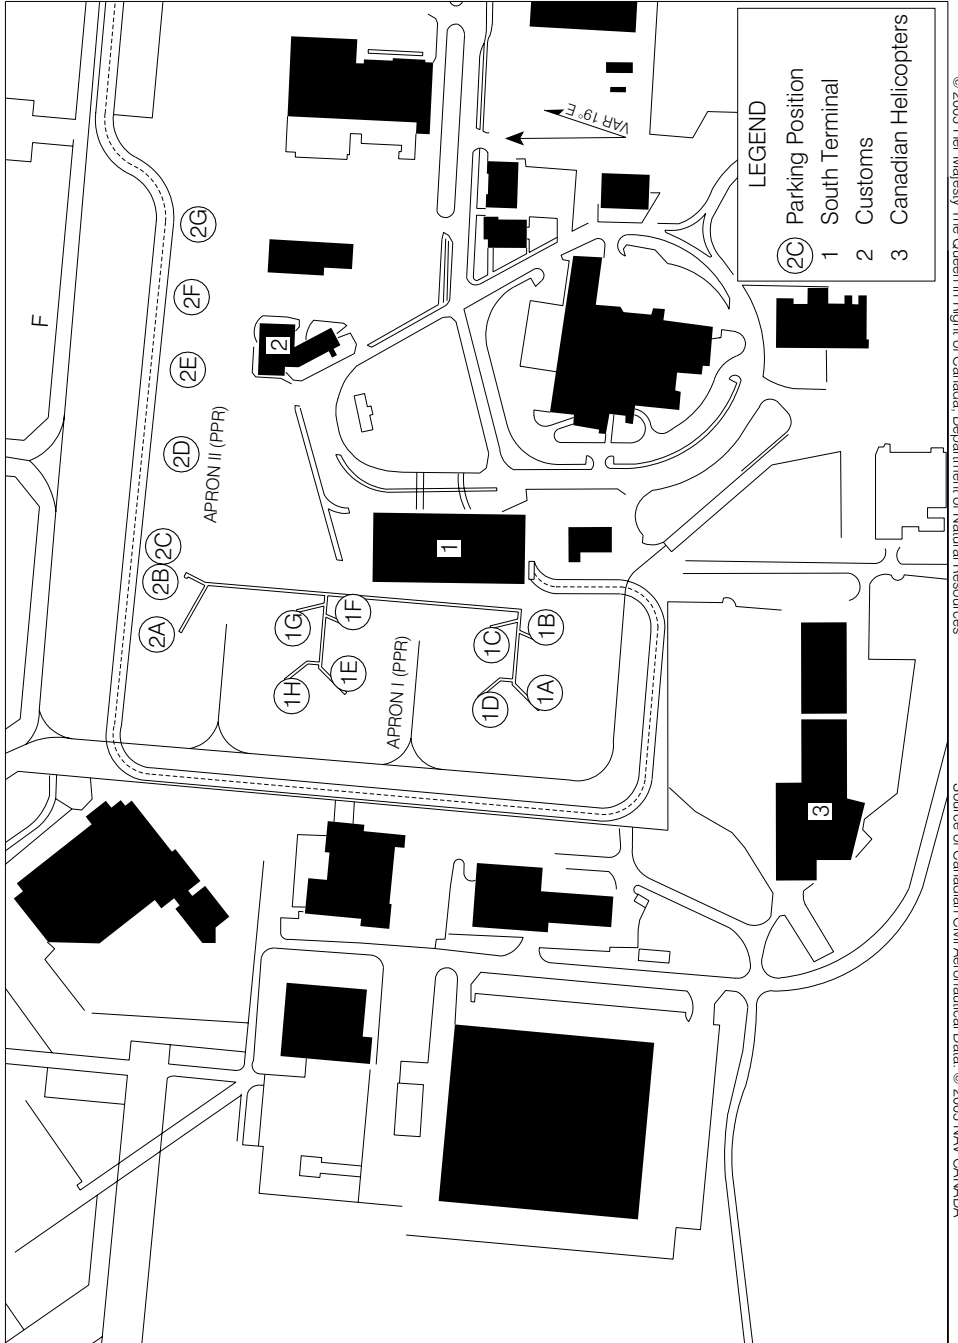 F
2G
2F
2E
2D
2C
2B
2A
APRON II (PPR)
2
1
1G
1F
1H
1E
APRON I (PPR)
1C
1B
1D
1A
3
VAR 19° E
LEGEND
2C Parking Position
1 South Terminal
2 Customs
3 Canadian Helicopters
© Her Majesty The Queen in Right of Canada, Department of Natural Resources
Source of Canadian Civil Aeronautical Data: © NAV CANADA